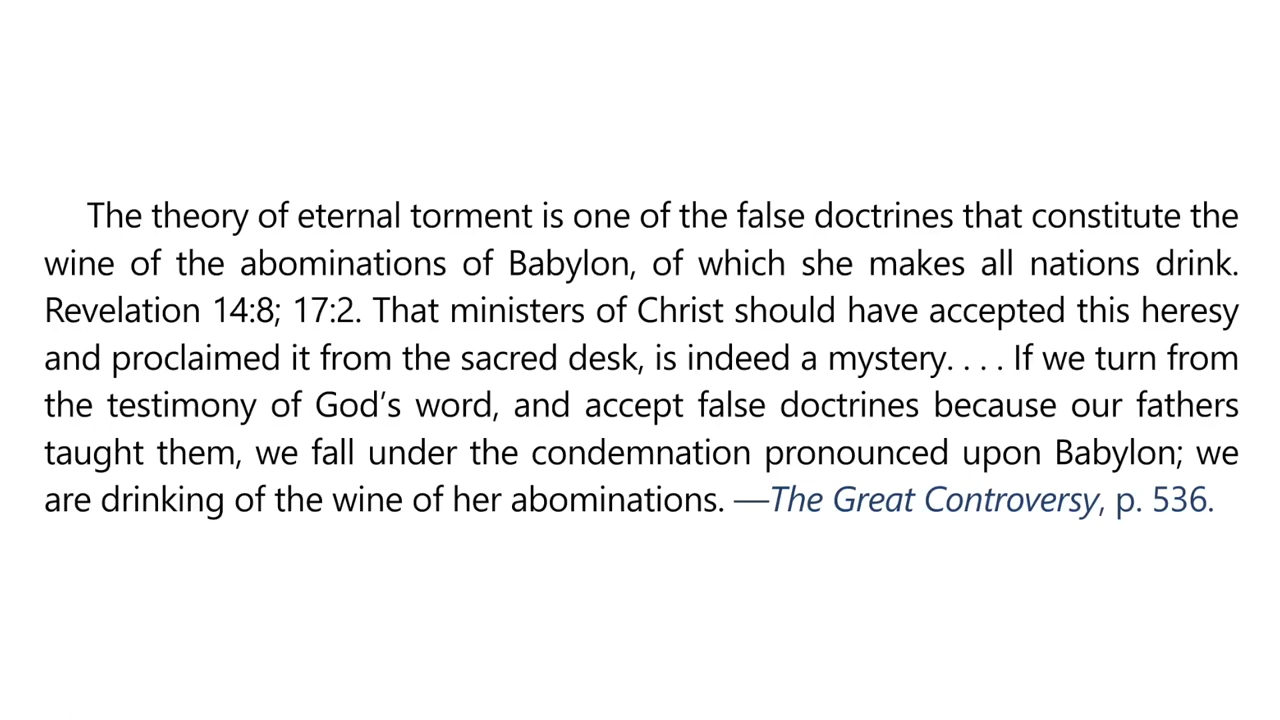 The theory of eternal torment is one of the false doctrines that constitute the
wine of the abominations of Babylon, of which she makes all nations drink.
Revelation 14:8; 17:2. That ministers of Christ should have accepted this heresy
and proclaimed it from the sacred desk, is indeed a mystery. . . . If we turn from
the testimony of God’s word, and accept false doctrines because our fathers
taught them, we fall under the condemnation pronounced upon Babylon; we
are drinking of the wine of her abominations. —The Great Controversy, p. 536.